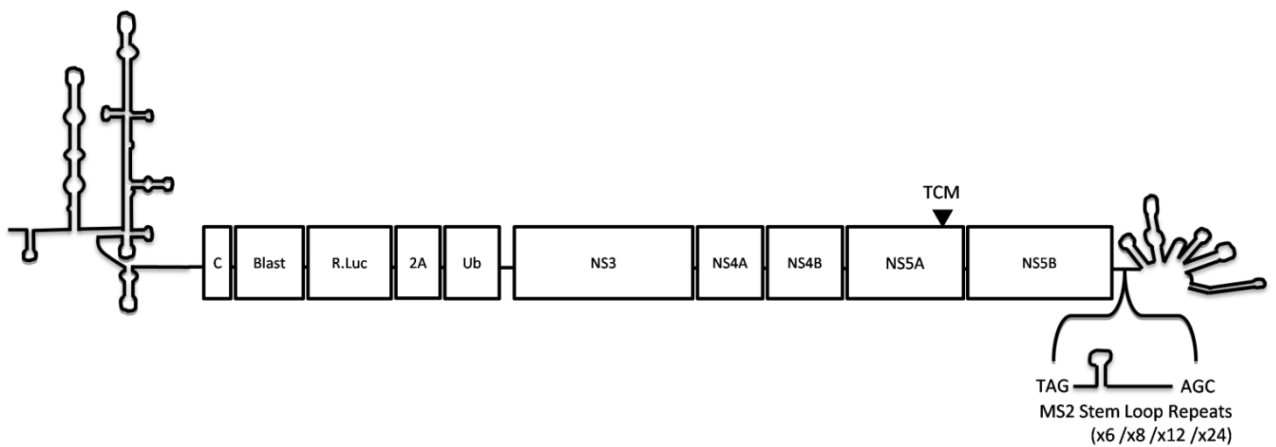 TCM
C Blast R.Luc 2A Ub NS3 NS4A NS4B NS5A NS5B
TAG AGC
MS2 Stem Loop Repeats
(x6 /x8 /x12 /x24)